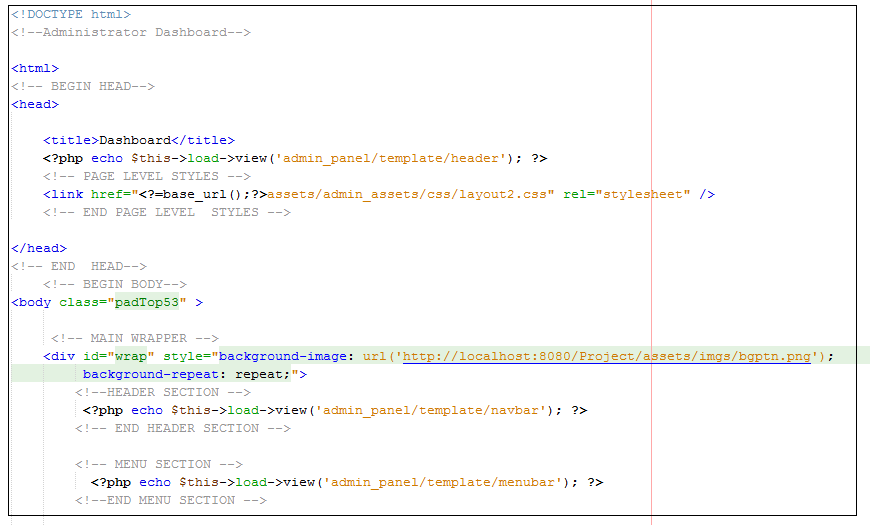 <!DOCTYPE html>
<!--Administrator Dashboard-->
<html>
<!-- BEGIN HEAD-->
<head>
<title>Dashboard</title>
<?php echo $this->load->view('admin_panel/template/header'); ?>
<!-- PAGE LEVEL STYLES -->
<link href="<?=base_url();?>assets/admin_assets/css/layout2.css" rel="stylesheet" />
<!-- END PAGE LEVEL  STYLES -->
</head>
<!-- END  HEAD-->
<!-- BEGIN BODY-->
<body class="padTop53" >
<!-- MAIN WRAPPER -->
<div id="wrap" style="background-image: url('http://localhost:8080/Project/assets/imgs/bgptn.png');
background-repeat: repeat;">
<!--HEADER SECTION -->
<?php echo $this->load->view('admin_panel/template/navbar'); ?>
<!-- END HEADER SECTION -->
<!-- MENU SECTION -->
<?php echo $this->load->view('admin_panel/template/menubar'); ?>
<!--END MENU SECTION -->